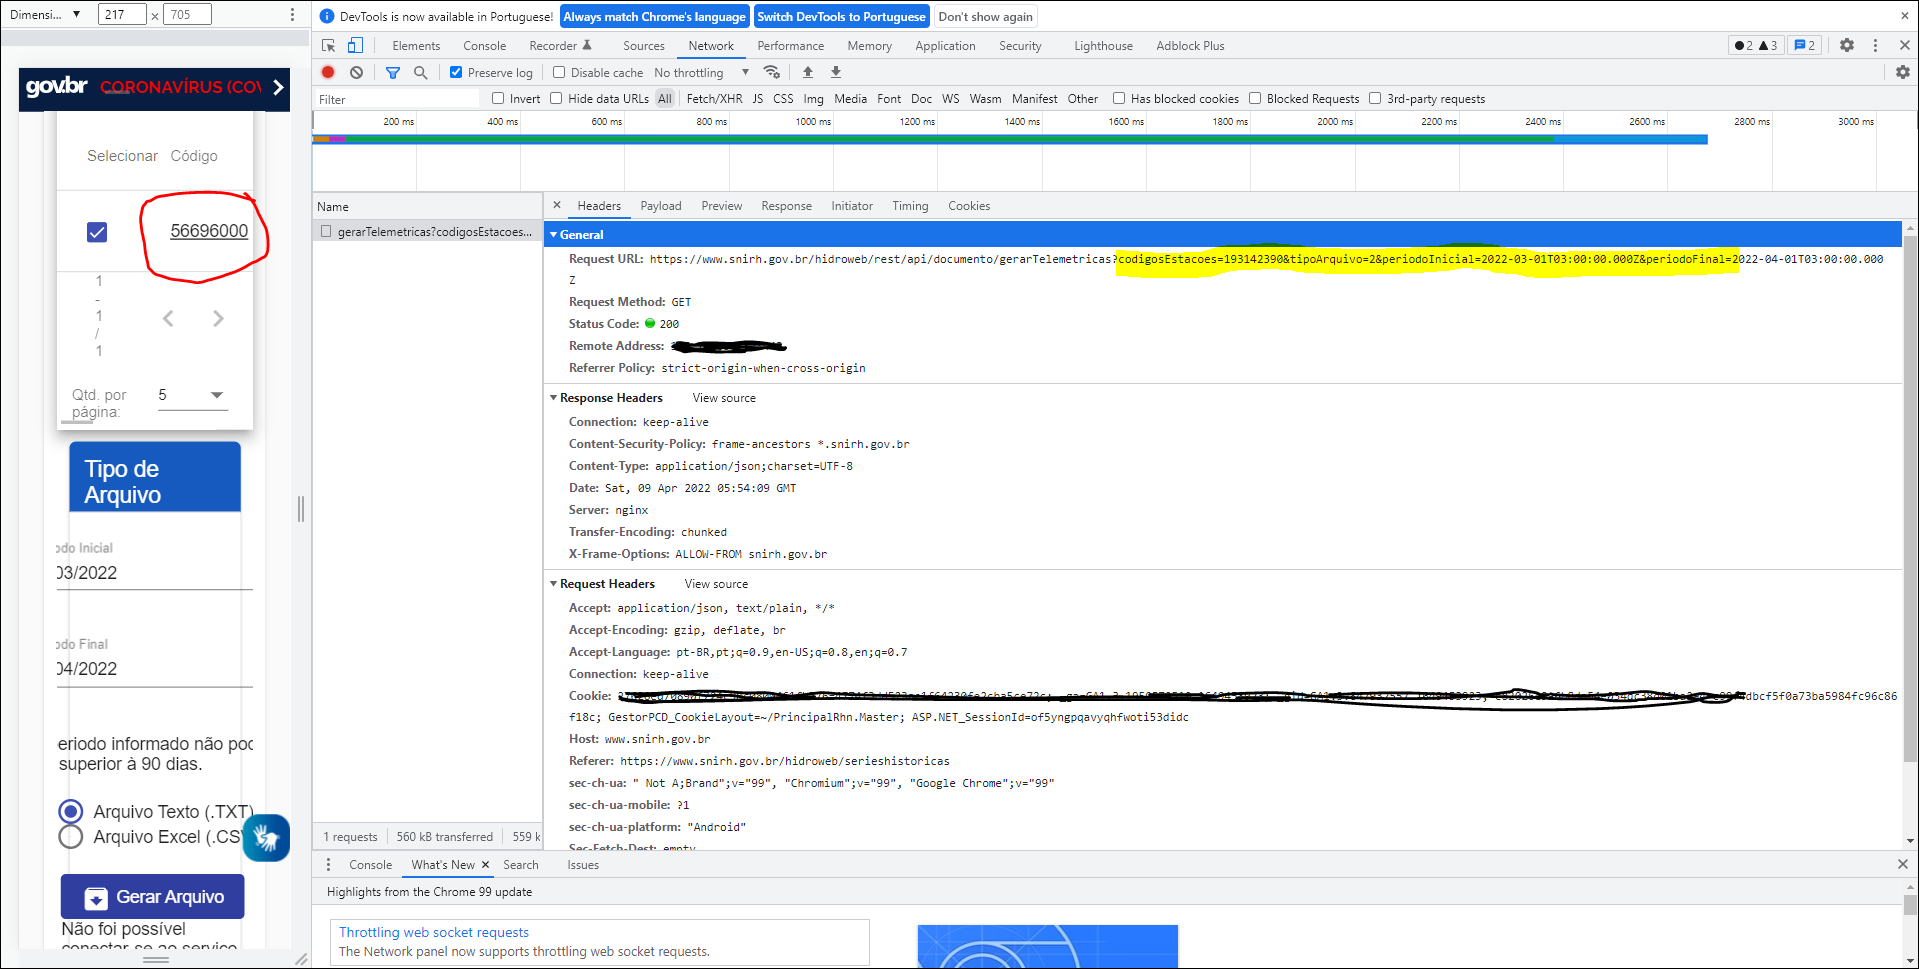 Dimensi... ▼ 217 × 705
gov.br CORONAVÍRUS (COV
Selecionar Código
56696000
1
-
1
/
1
Qtd. por
página:
5
Tipo de
Arquivo
odo Inicial
03/2022
odo Final
04/2022
eriodo informado não poc
superior à 90 dias.
Arquivo Texto (.TXT)
Arquivo Excel (.CSV
Gerar Arquivo
Não foi possível
conectar-se ao serviço
DevTools is now available in Portuguese! Always match Chrome's language Switch DevTools to Portuguese Don't show again
Elements Console Recorder Sources Network Performance Memory Application Security Lighthouse Adblock Plus 2 3 2
Preserve log Disable cache No throttling
Filter Invert Hide data URLs All Fetch/XHR JS CSS Img Media Font Doc WS Wasm Manifest Other Has blocked cookies Blocked Requests 3rd-party requests
200 ms 400 ms 600 ms 800 ms 1000 ms 1200 ms 1400 ms 1600 ms 1800 ms 2000 ms 2200 ms 2400 ms 2600 ms 2800 ms 3000 ms
Name
gerarTelemetricas?codigosEstacoes...
1 requests 560 kB transferred 559 k
Headers Payload Preview Response Initiator Timing Cookies
General
Request URL: https://www.snirh.gov.br/hidroweb/rest/api/documento/gerarTelemetricas?codigosEstacoes=193142390&tipoArquivo=2&periodoInicial=2022-03-01T03:00:00.000Z&periodoFinal=2022-04-01T03:00:00.000
Z
Request Method: GET
Status Code: 200
Remote Address:
Referrer Policy: strict-origin-when-cross-origin
Response Headers View source
Connection: keep-alive
Content-Security-Policy: frame-ancestors *.snirh.gov.br
Content-Type: application/json;charset=UTF-8
Date: Sat, 09 Apr 2022 05:54:09 GMT
Server: nginx
Transfer-Encoding: chunked
X-Frame-Options: ALLOW-FROM snirh.gov.br
Request Headers View source
Accept: application/json, text/plain, */*
Accept-Encoding: gzip, deflate, br
Accept-Language: pt-BR,pt;q=0.9,en-US;q=0.8,en;q=0.7
Connection: keep-alive
Cookie: dbcf5f0a73ba5984fc96c86
f18c; GestorPCD_CookieLayout=~/PrincipalRhn.Master; ASP.NET_SessionId=of5yngpqavyqhfwoti53didc
Host: www.snirh.gov.br
Referer: https://www.snirh.gov.br/hidroweb/serieshistoricas
sec-ch-ua: " Not A;Brand";v="99", "Chromium";v="99", "Google Chrome";v="99"
sec-ch-ua-mobile: ?1
sec-ch-ua-platform: "Android"
Sec-Fetch-Dest: empty
Console What's New Search Issues
Highlights from the Chrome 99 update
Throttling web socket requests
The Network panel now supports throttling web socket requests.